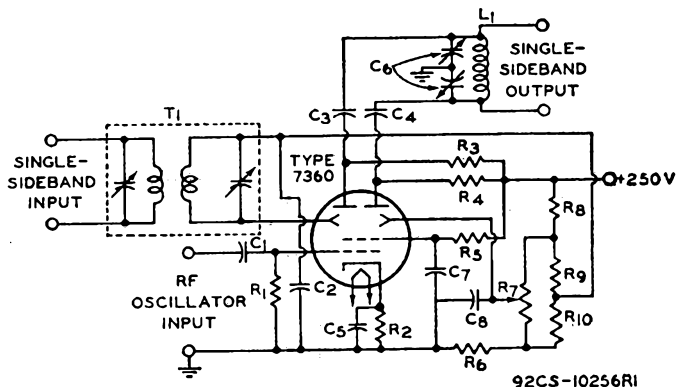 L1
C6
SINGLE-
SIDEBAND
OUTPUT
C3
C4
T1
TYPE
7360
R3
R4
+250V
SINGLE-
SIDEBAND
INPUT
R8
C1
R5
R9
RF
OSCILLATOR
INPUT
R1
C2
C7
R7
C8
R10
C5
R2
R6
92CS-10256R1